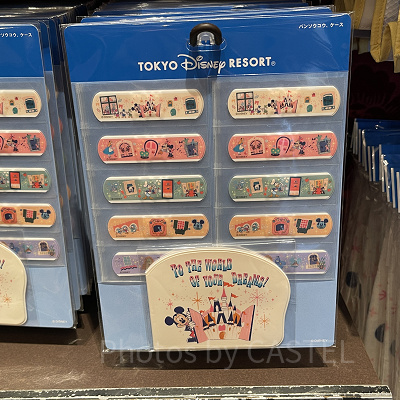 バンソウコウ、ケース
TOKYO Disney RESORT®
TO THE WORLD
OF YOUR DREAMS!
Photos by CASTEL